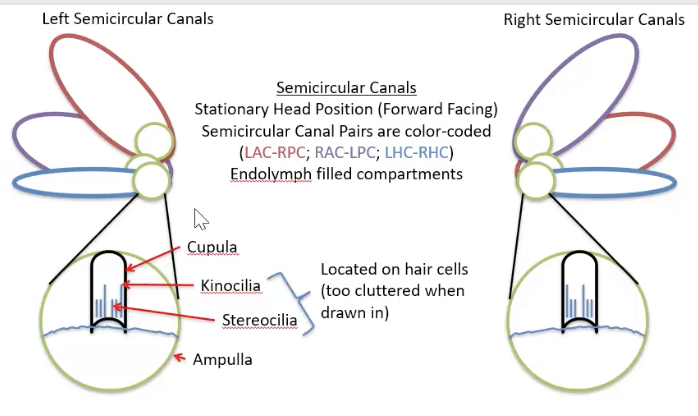 Left Semicircular Canals
Right Semicircular Canals
Semicircular Canals
Stationary Head Position (Forward Facing)
Semicircular Canal Pairs are color-coded
(LAC-RPC; RAC-LPC; LHC-RHC)
Endolymph filled compartments
Cupula
Kinocilia
Stereocilia
Ampulla
Located on hair cells
(too cluttered when
drawn in)